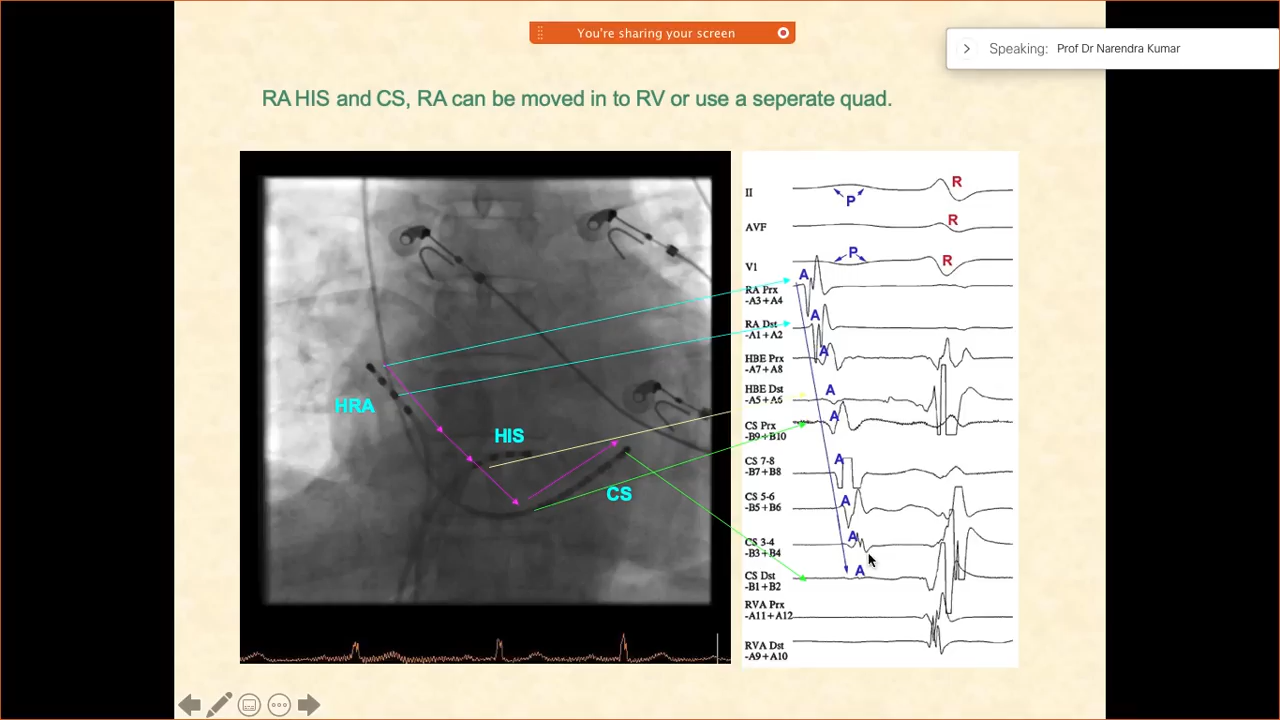 You're sharing your screen
Speaking: Prof Dr Narendra Kumar
RA HIS and CS, RA can be moved in to RV or use a seperate quad.
HRA
HIS
CS
II
P
R
AVF
R
V1
P
R
A
RA Prx
-A3+A4
A
RA Dst
-A1+A2
A
HBE Prx
-A7+A8
A
HBE Dst
-A5+A6
A
CS Prx
-B9+B10
A
CS 7-8
-B7+B8
A
CS 5-6
-B5+B6
A
CS 3-4
-B3+B4
A
CS Dst
-B1+B2
RVA Prx
-A11+A12
RVA Dst
-A9+A10